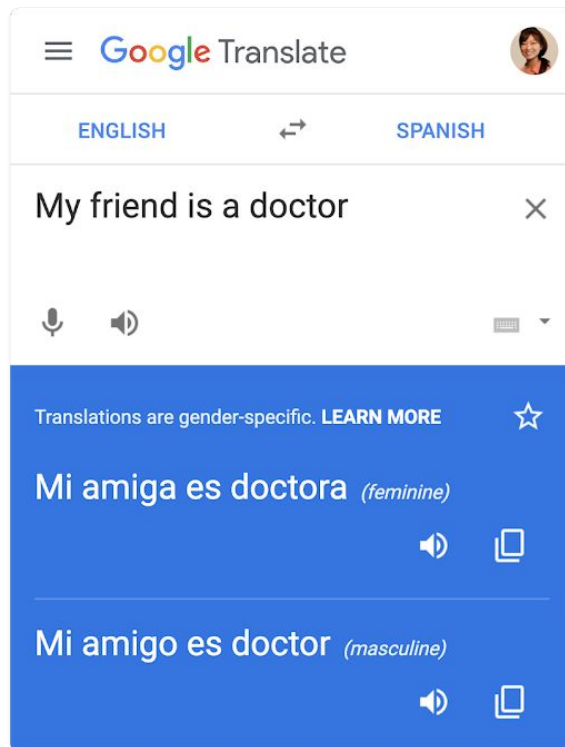 Google Translate
ENGLISH SPANISH
My friend is a doctor
Translations are gender-specific. LEARN MORE
Mi amiga es doctora (feminine)
Mi amigo es doctor (masculine)